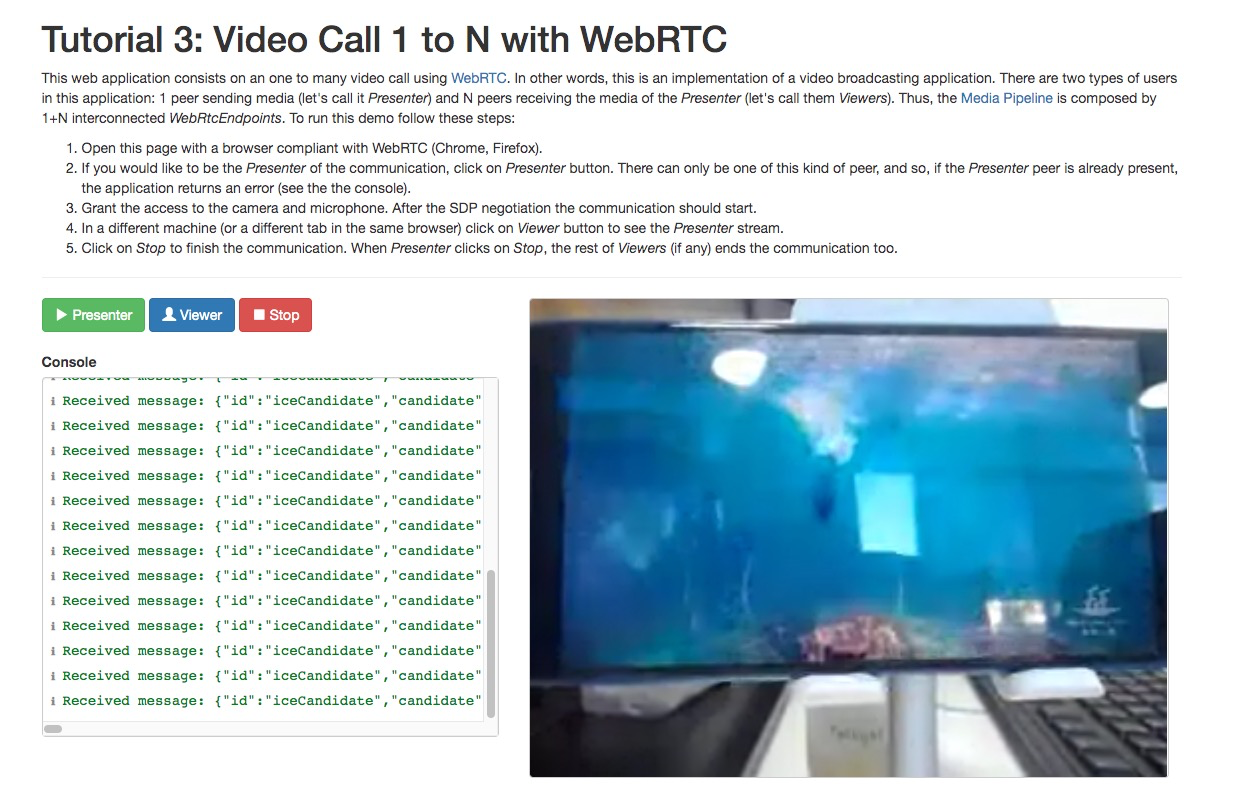 Tutorial 3: Video Call 1 to N with WebRTC
This web application consists on an one to many video call using WebRTC. In other words, this is an implementation of a video broadcasting application. There are two types of users
in this application: 1 peer sending media (let's call it Presenter) and N peers receiving the media of the Presenter (let's call them Viewers). Thus, the Media Pipeline is composed by
1+N interconnected WebRtcEndpoints. To run this demo follow these steps:
1. Open this page with a browser compliant with WebRTC (Chrome, Firefox).
2. If you would like to be the Presenter of the communication, click on Presenter button. There can only be one of this kind of peer, and so, if the Presenter peer is already present,
the application returns an error (see the the console).
3. Grant the access to the camera and microphone. After the SDP negotiation the communication should start.
4. In a different machine (or a different tab in the same browser) click on Viewer button to see the Presenter stream.
5. Click on Stop to finish the communication. When Presenter clicks on Stop, the rest of Viewers (if any) ends the communication too.
Presenter Viewer Stop
Console
Received message: {"id":"iceCandidate","candidate"
Received message: {"id":"iceCandidate","candidate"
Received message: {"id":"iceCandidate","candidate"
Received message: {"id":"iceCandidate","candidate"
Received message: {"id":"iceCandidate","candidate"
Received message: {"id":"iceCandidate","candidate"
Received message: {"id":"iceCandidate","candidate"
Received message: {"id":"iceCandidate","candidate"
Received message: {"id":"iceCandidate","candidate"
Received message: {"id":"iceCandidate","candidate"
Received message: {"id":"iceCandidate","candidate"
Received message: {"id":"iceCandidate","candidate"
Received message: {"id":"iceCandidate","candidate"
Received message: {"id":"iceCandidate","candidate"